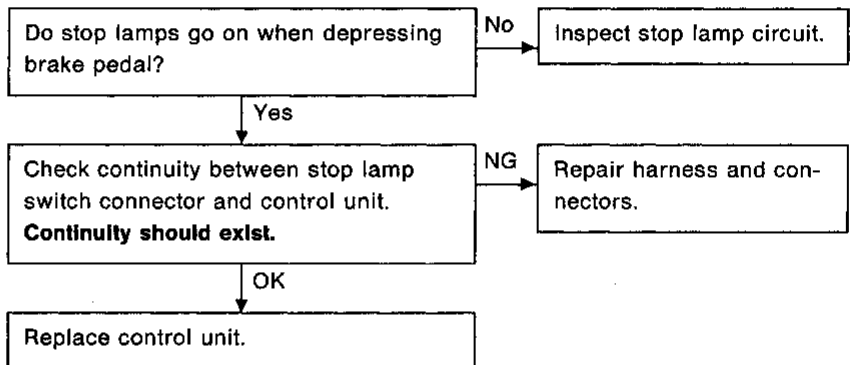 Do stop lamps go on when depressing
brake pedal?
No
Inspect stop lamp circuit.
Yes
Check continuity between stop lamp
switch connector and control unit.
Continuity should exist.
NG
Repair harness and con-
nectors.
OK
Replace control unit.